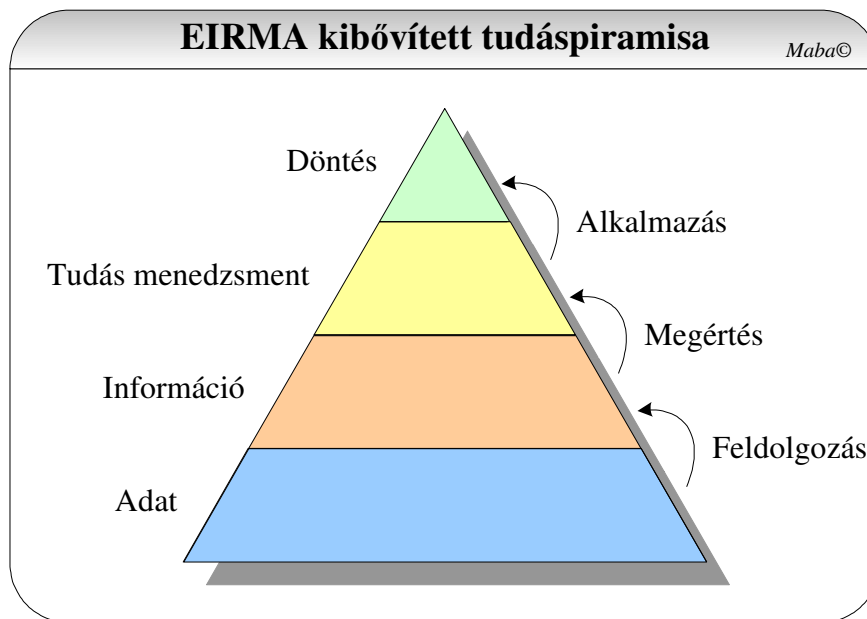 EIRMA kibővített tudáspiramisa
Maba©
Döntés
Alkalmazás
Tudás menedzsment
Megértés
Információ
Feldolgozás
Adat